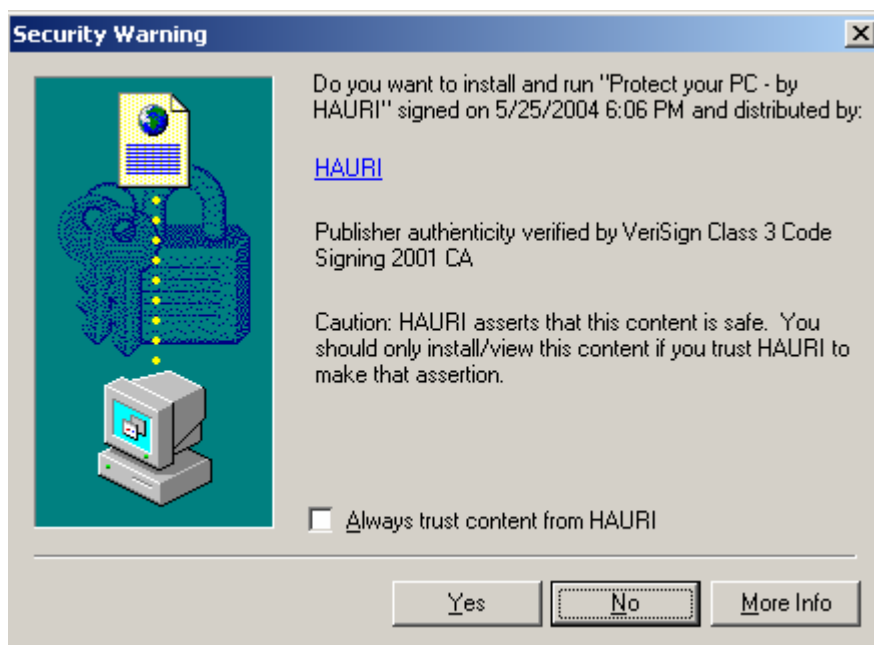 Security Warning
Do you want to install and run "Protect your PC - by
HAURI" signed on 5/25/2004 6:06 PM and distributed by:
HAURI
Publisher authenticity verified by VeriSign Class 3 Code
Signing 2001 CA
Caution: HAURI asserts that this content is safe.  You
should only install/view this content if you trust HAURI to
make that assertion.
Always trust content from HAURI
Yes No More Info